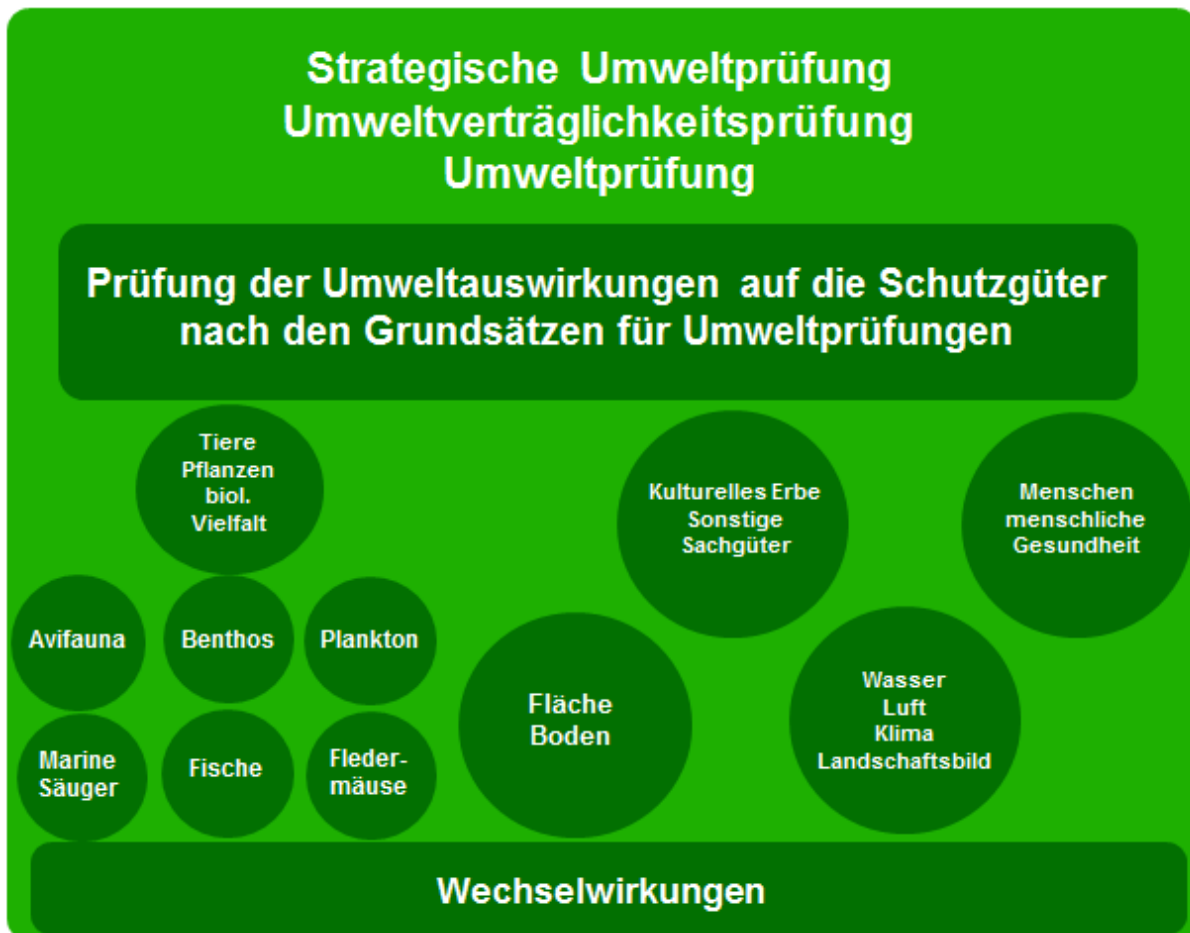 Strategische Umweltprüfung
Umweltverträglichkeitsprüfung
Umweltprüfung
Prüfung der Umweltauswirkungen auf die Schutzgüter
nach den Grundsätzen für Umweltprüfungen
Tiere
Pflanzen
biol.
Vielfalt
Kulturelles Erbe
Sonstige
Sachgüter
Menschen
menschliche
Gesundheit
Avifauna
Benthos
Plankton
Marine
Säuger
Fische
Fleder-
mäuse
Fläche
Boden
Wasser
Luft
Klima
Landschaftsbild
Wechselwirkungen